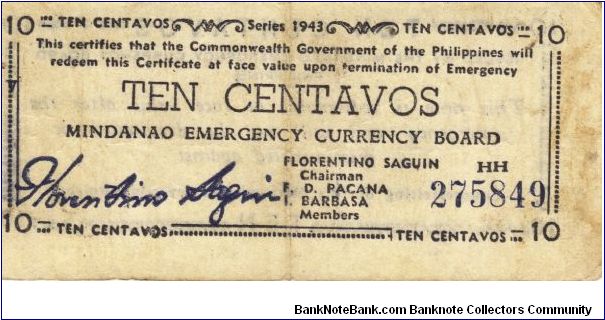 10 TEN CENTAVOS Series 1943 TEN CENTAVOS 10
This certifies that the Commonwealth Government of the Philippines will
redeem this Certifcate at face value upon termination of Emergency
TEN CENTAVOS
MINDANAO EMERGENCY CURRENCY BOARD
FLORENTINO SAGUIN HH
Chairman
F. D. PACANA 275849
I. BARBASA
Members
Florentino Saguin
10 TEN CENTAVOS TEN CENTAVOS 10
BankNoteBank.com Banknote Collectors Community